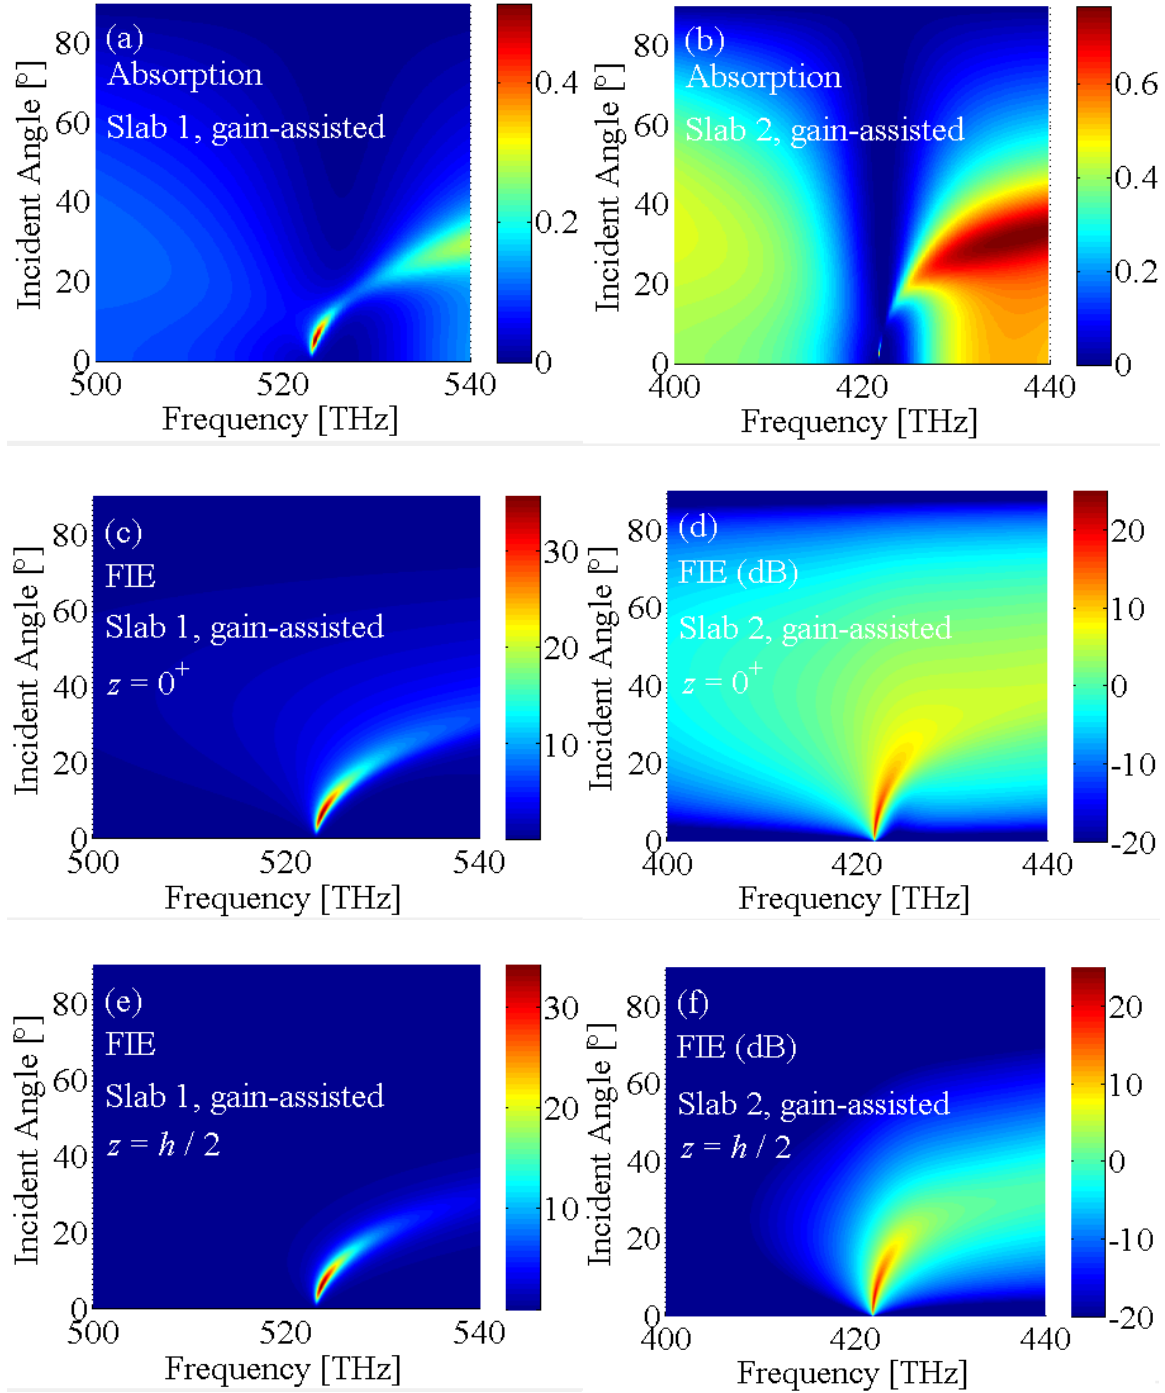 (a)
Absorption
Slab 1, gain-assisted
Incident Angle [°]
80
60
40
20
0
500
520
540
Frequency [THz]
0.4
0.2
0
(b)
Absorption
Slab 2, gain-assisted
Incident Angle [°]
80
60
40
20
0
400
420
440
Frequency [THz]
0.6
0.4
0.2
0
(c)
FIE
Slab 1, gain-assisted
z = 0+
Incident Angle [°]
80
60
40
20
0
500
520
540
Frequency [THz]
30
20
10
(d)
FIE (dB)
Slab 2, gain-assisted
z = 0+
Incident Angle [°]
80
60
40
20
0
400
420
440
Frequency [THz]
20
10
0
-10
-20
(e)
FIE
Slab 1, gain-assisted
z = h / 2
Incident Angle [°]
80
60
40
20
0
500
520
540
Frequency [THz]
30
20
10
(f)
FIE (dB)
Slab 2, gain-assisted
z = h / 2
Incident Angle [°]
80
60
40
20
0
400
420
440
Frequency [THz]
20
10
0
-10
-20